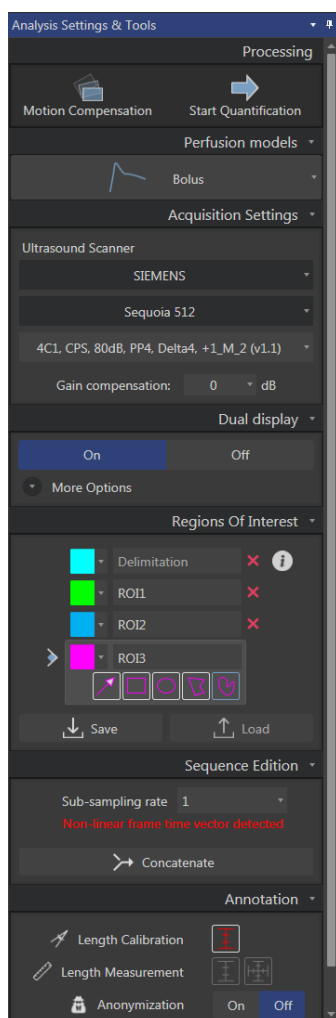 Analysis Settings & Tools
Processing
Motion Compensation
Start Quantification
Perfusion models
Bolus
Acquisition Settings
Ultrasound Scanner
SIEMENS
Sequoia 512
4C1, CPS, 80dB, PP4, Delta4, +1_M_2 (v1.1)
Gain compensation: 0 dB
Dual display
On Off
More Options
Regions Of Interest
Delimitation
ROI1
ROI2
ROI3
Save Load
Sequence Edition
Sub-sampling rate 1
Non-linear frame time vector detected
Concatenate
Annotation
Length Calibration
Length Measurement
Anonymization On Off